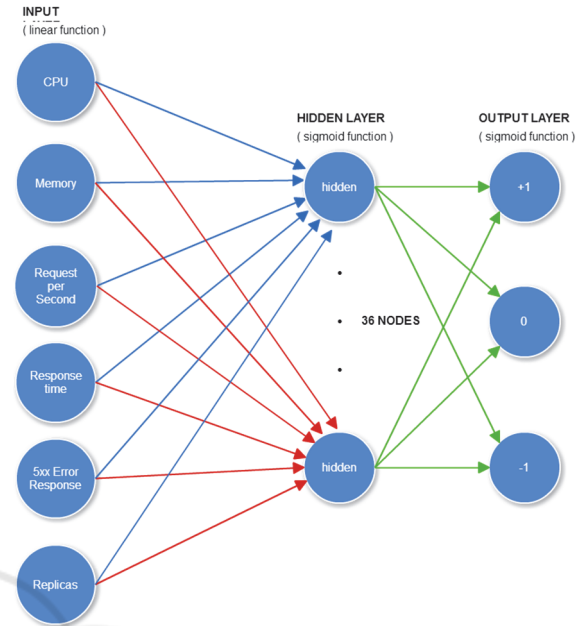 INPUT
( linear function )
CPU
Memory
Request
per
Second
Response
time
5xx Error
Response
Replicas
HIDDEN LAYER
( sigmoid function )
hidden
36 NODES
hidden
OUTPUT LAYER
( sigmoid function )
+1
0
-1